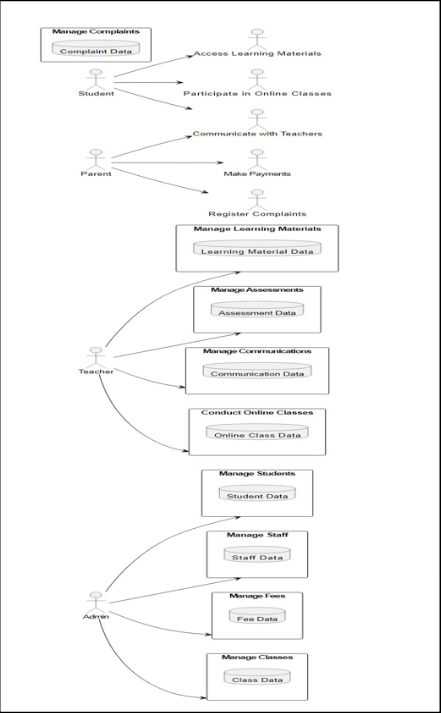 Manage Complaints
Complaint Data
Access Learning Materials
Student
Participate in Online Classes
Communicate with Teachers
Parent
Make Payments
Register Complaints
Manage Learning Materials
Learning Material Data
Manage Assessments
Assessment Data
Manage Communications
Teacher
Communication Data
Conduct Online Classes
Online Class Data
Manage Students
Student Data
Manage Staff
Staff Data
Manage Fees
Admin
Fee Data
Manage Classes
Class Data